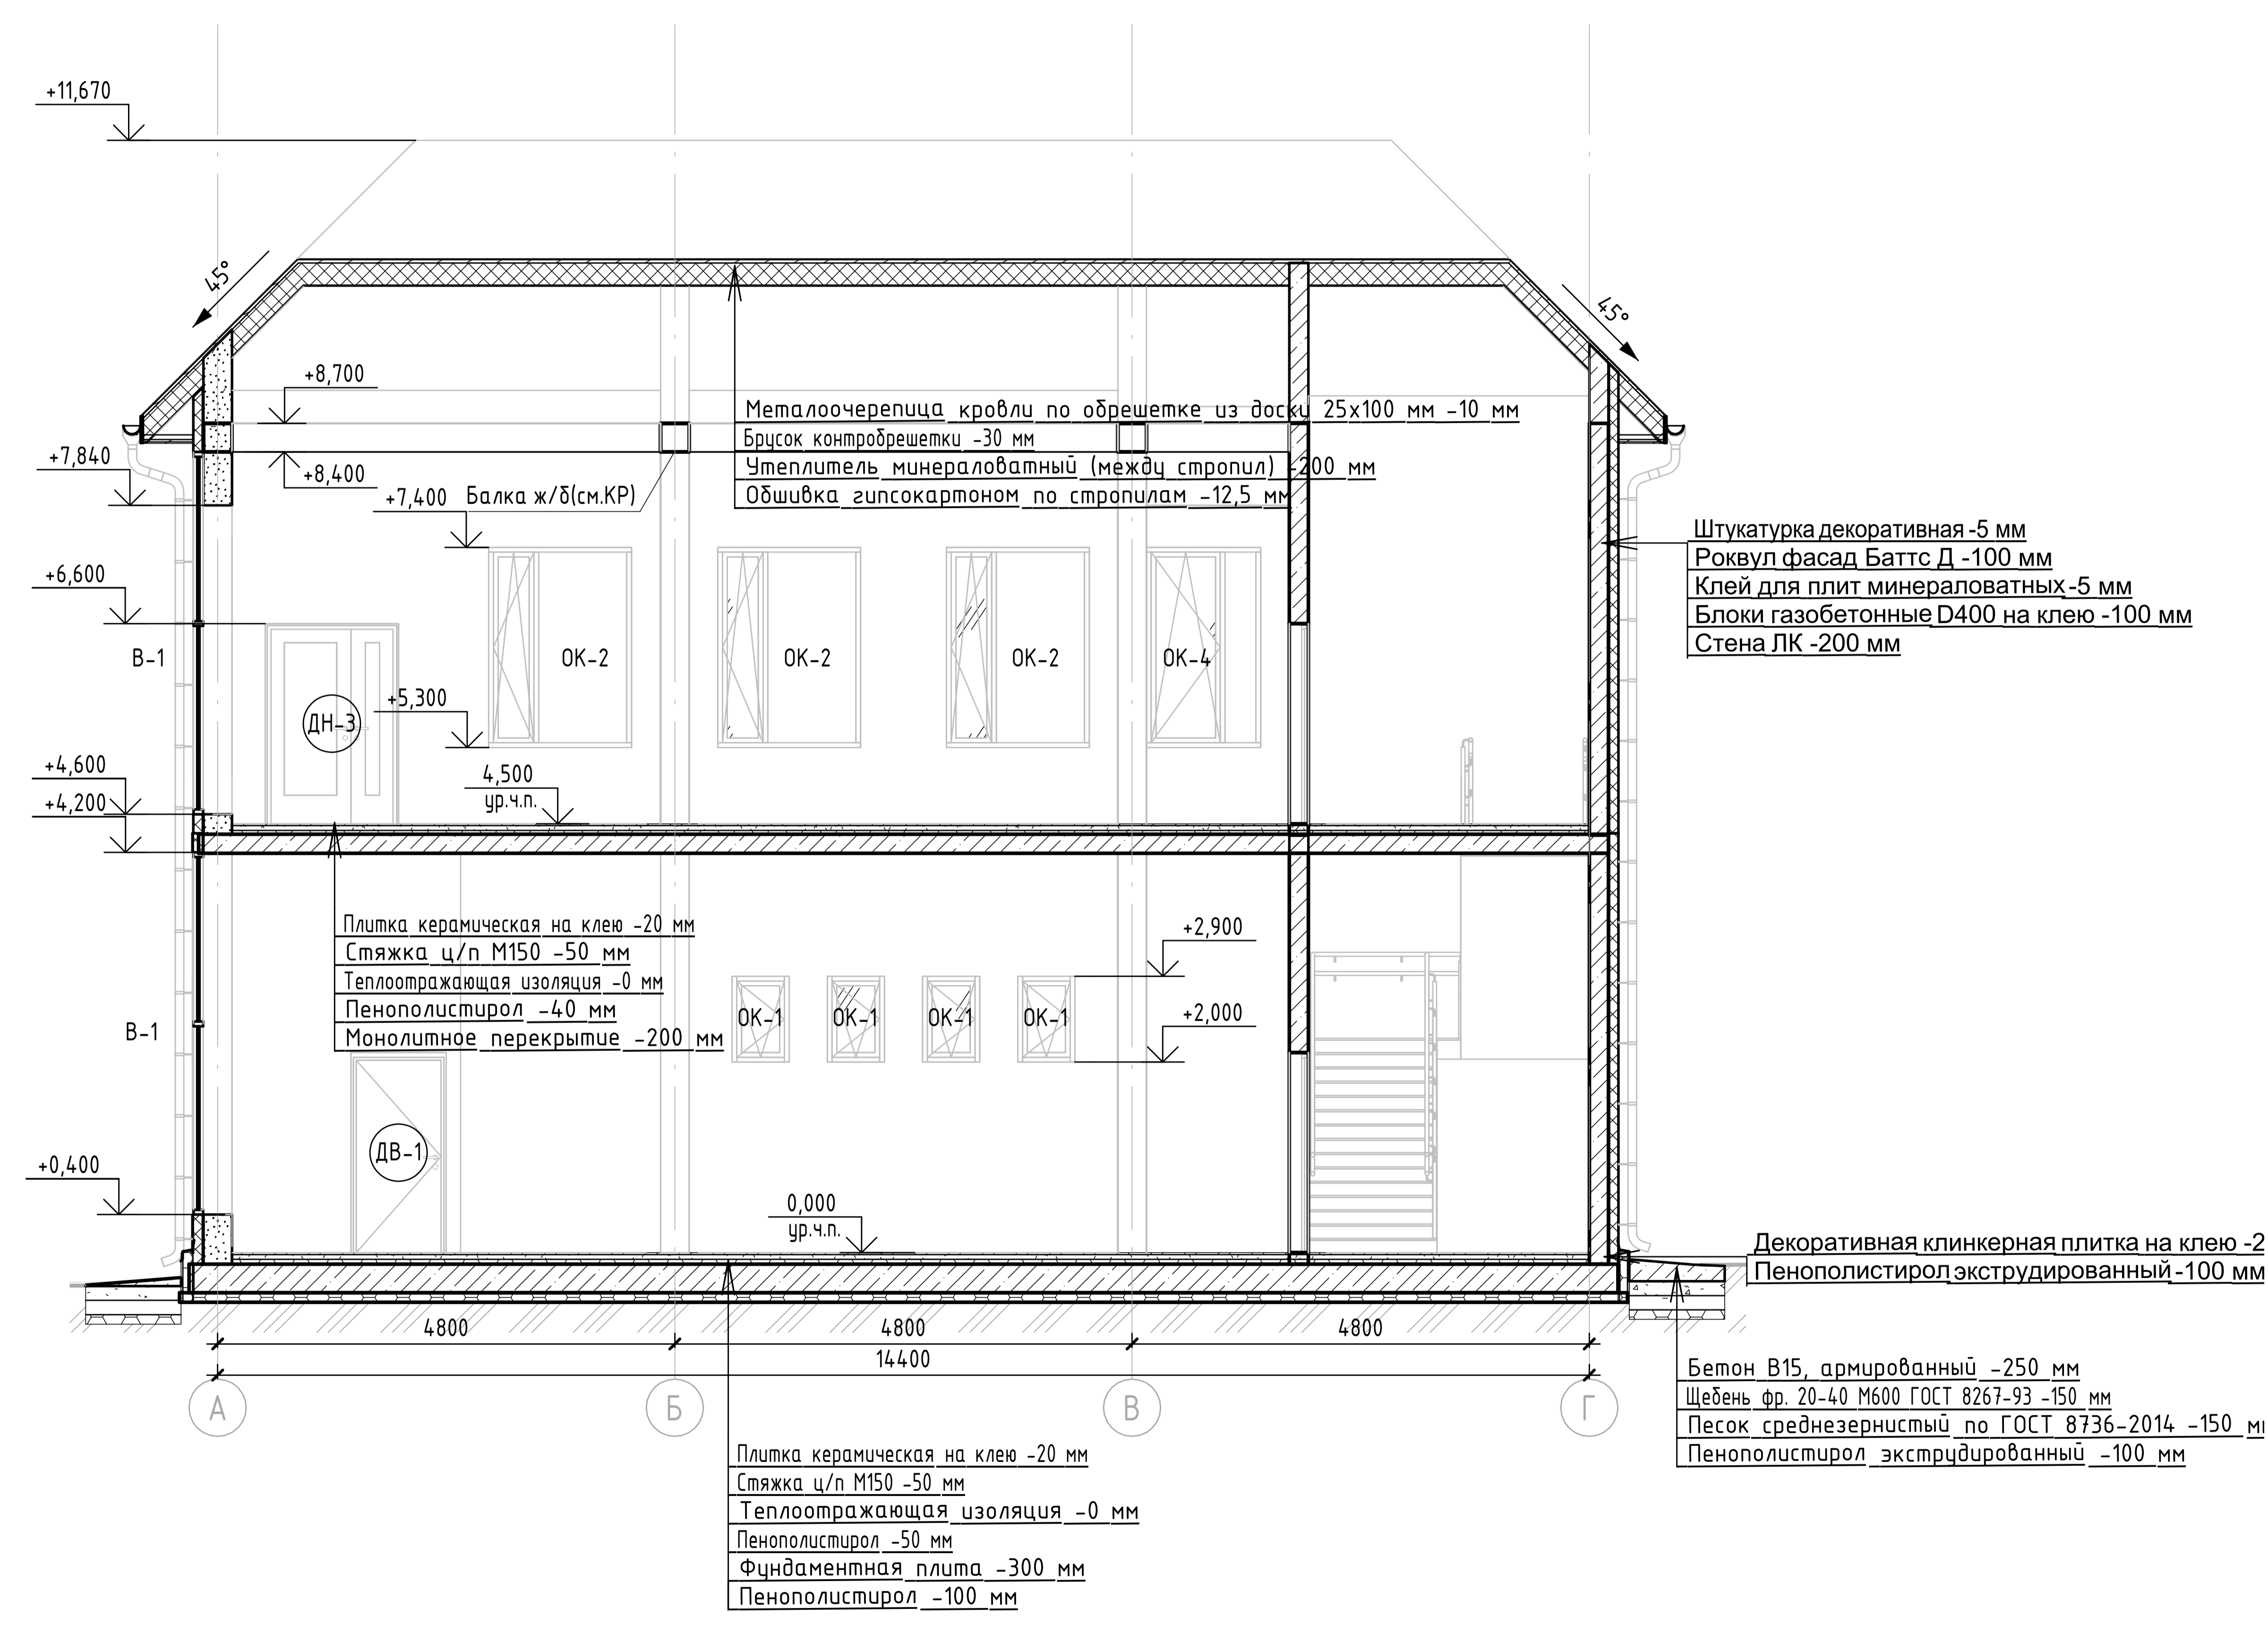 +11,670
45°
45°
+8,700
Металоочерепица кровли по обрешетке из доски 25х100 мм -10 мм
Брусок контробрешетки -30 мм
Утеплитель минераловатный (между стропил) -200 мм
Обшивка гипсокартоном по стропилам -12,5 мм
+7,840
+8,400
+7,400
Балка ж/б(см.КР)
Штукатурка декоративная -5 мм
Роквул фасад Баттс Д -100 мм
Клей для плит минераловатных -5 мм
Блоки газобетонные D400 на клею -100 мм
Стена ЛК -200 мм
+6,600
В-1
ОК-2
ОК-2
ОК-2
ОК-4
+5,300
ДН-3
+4,600
4,500
ур.ч.п.
+4,200
Плитка керамическая на клею -20 мм
Стяжка ц/п М150 -50 мм
Теплоотражающая изоляция -0 мм
Пенополистирол -40 мм
Монолитное перекрытие -200 мм
+2,900
ОК-1
ОК-1
ОК-1
ОК-1
+2,000
В-1
ДВ-1
+0,400
0,000
ур.ч.п.
Декоративная клинкерная плитка на клею -2
Пенополистирол экструдированный -100 мм
4800
4800
4800
14400
А
Б
В
Г
Бетон В15, армированный -250 мм
Щебень фр. 20-40 М600 ГОСТ 8267-93 -150 мм
Песок среднезернистый по ГОСТ 8736-2014 -150
Пенополистирол экструдированный -100 мм
Плитка керамическая на клею -20 мм
Стяжка ц/п М150 -50 мм
Теплоотражающая изоляция -0 мм
Пенополистирол -50 мм
Фундаментная плита -300 мм
Пенополистирол -100 мм